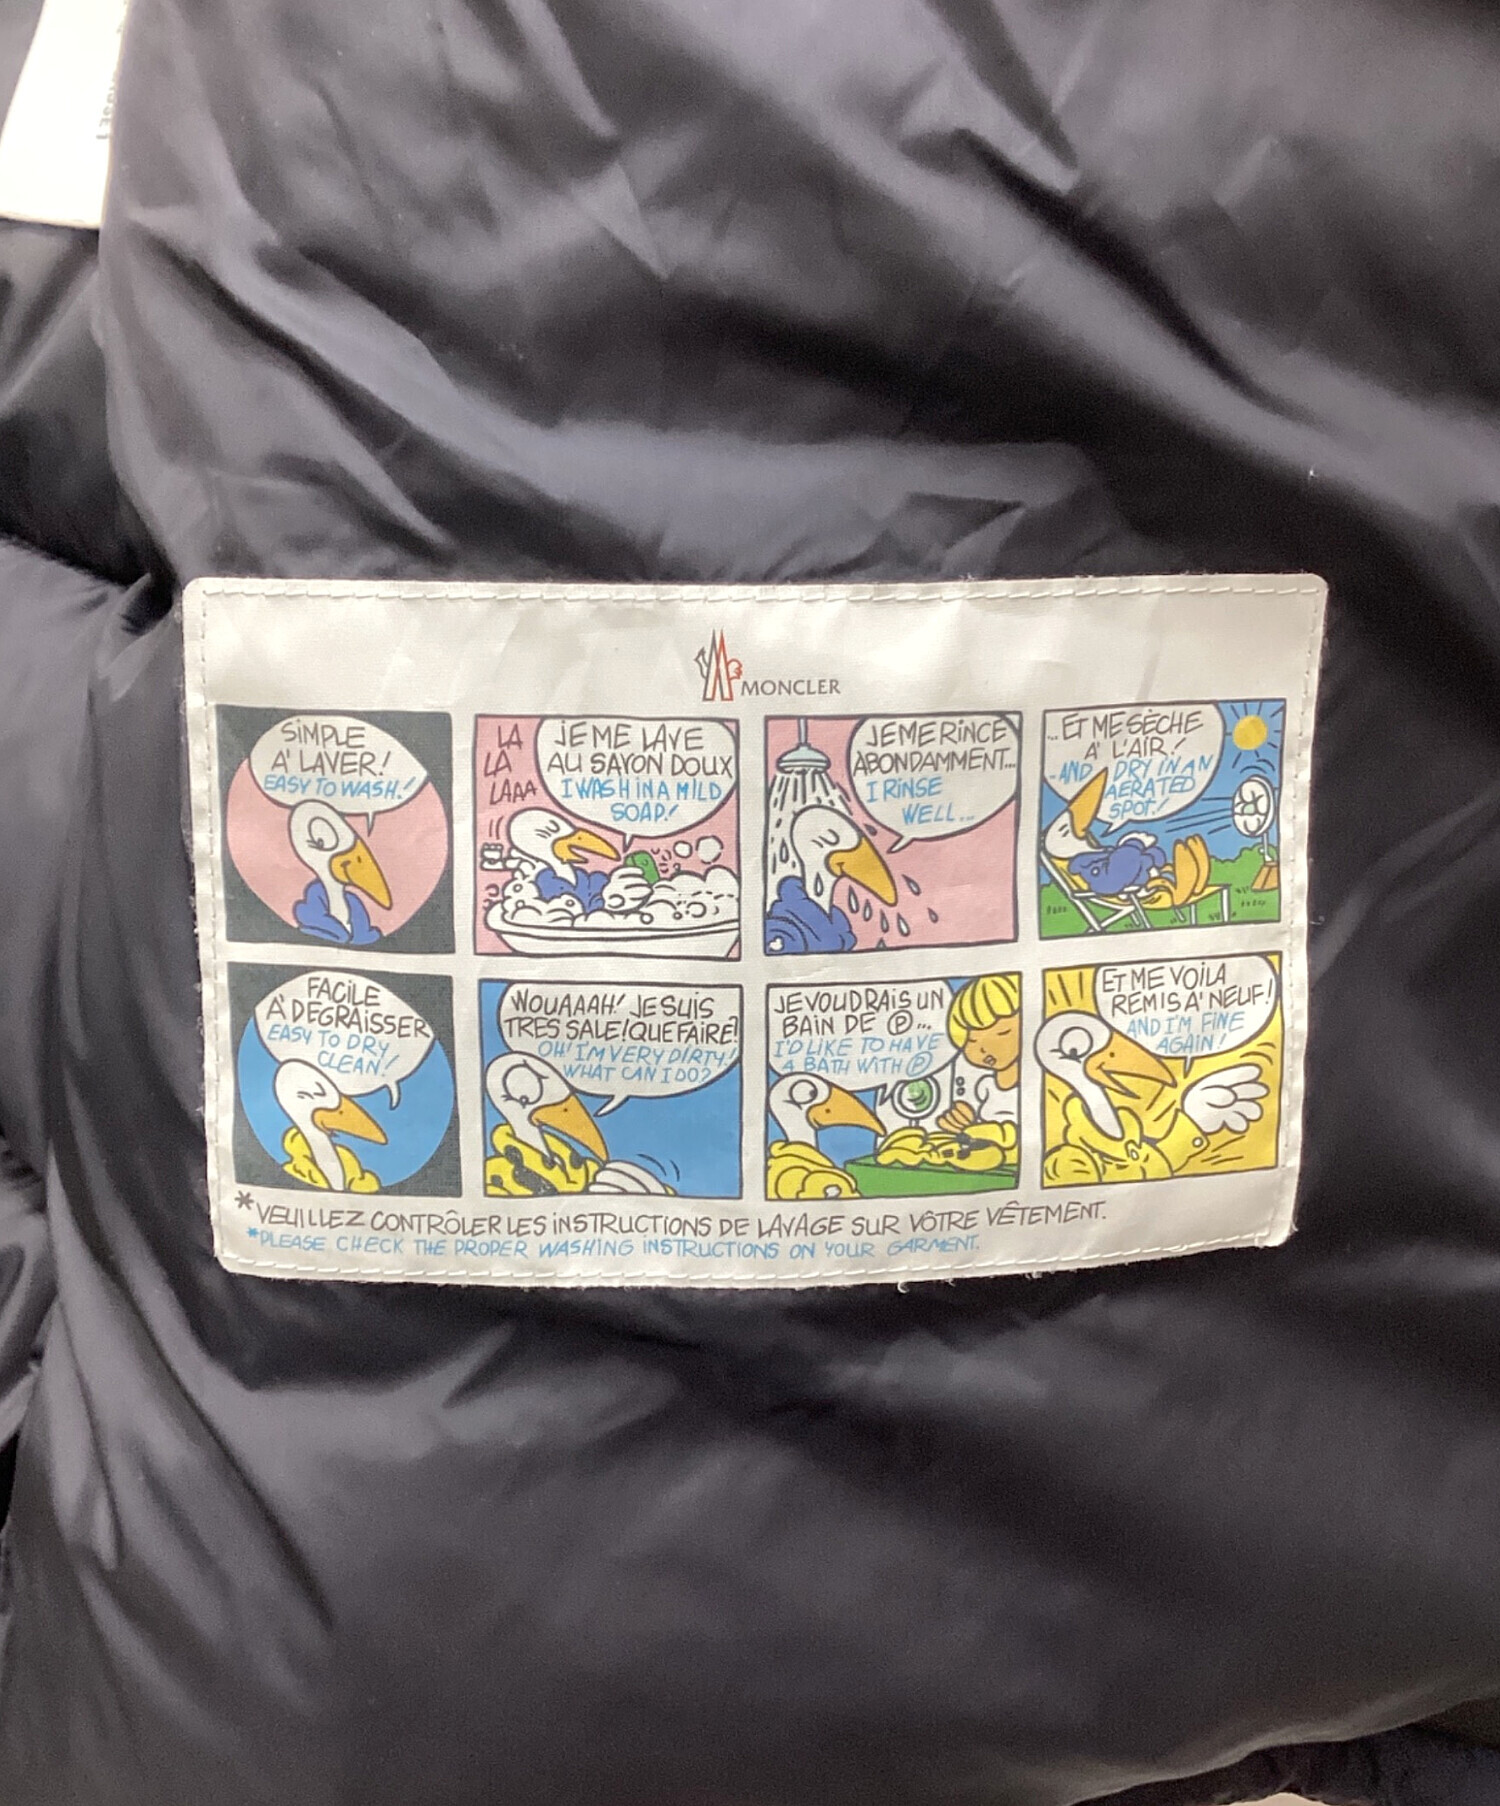 MONCLER
SIMPLE
A' LAVER!
EASY TO WASH!
LA
LA
LAAA
JE ME LAVE
AU SAVON DOUX
I WASH IN A MILD
SOAP!
JE ME RINCE
ABONDAMMENT...
I RINSE
WELL...
...ET ME SÈCHE
A' L'AIR!
-AND DRY IN AN
AERATED
SPOT!
FACILE
A' DEGRAISSER
EASY TO DRY
CLEAN!
WOUAAAH! JE SUIS
TRES SALE! QUE FAIRE?
OH! I'M VERY DIRTY!
WHAT CAN I DO?
JE VOUDRAIS UN
BAIN DE Ⓟ...
I'D LIKE TO HAVE
A BATH WITH Ⓟ
ET ME VOILA
REMIS A' NEUF!
AND I'M FINE
AGAIN!
*VEUILLEZ CONTRÔLER LES INSTRUCTIONS DE LAVAGE SUR VÔTRE VÊTEMENT.
*PLEASE CHECK THE PROPER WASHING INSTRUCTIONS ON YOUR GARMENT.